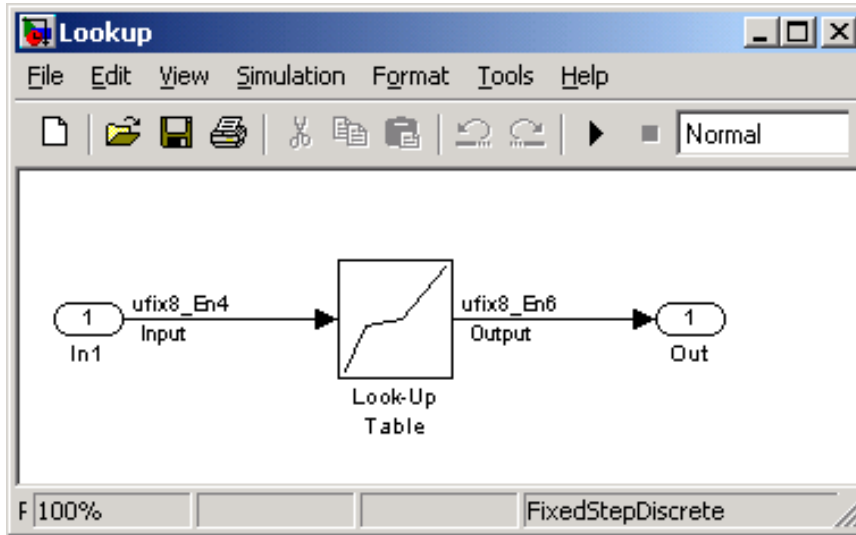 Lookup
File Edit View Simulation Format Tools Help
Normal
ufix8_En4
ufix8_En6
1
1
Input
Output
In1
Out
Look-Up
Table
F 100%
FixedStepDiscrete